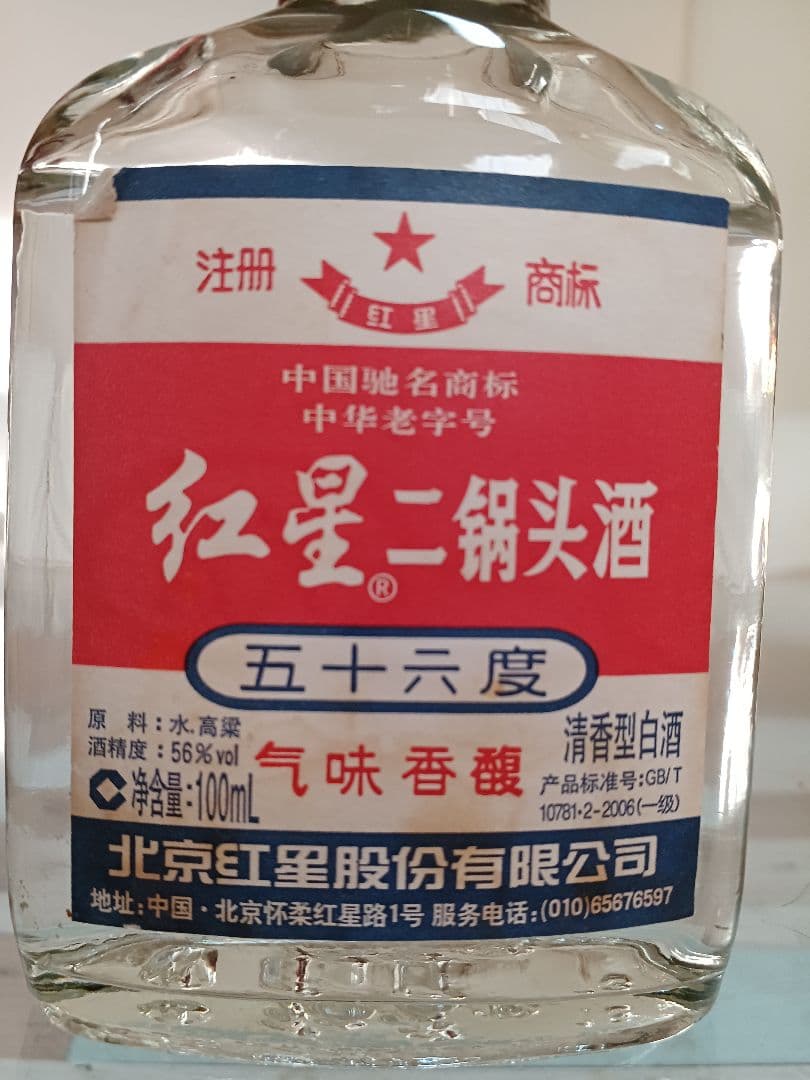 注册 商标
红星
中国驰名商标
中华老字号
红星®二锅头酒
五十六度
原 料:水.高粱
酒精度:56%vol
净含量:100mL
气味香馥
清香型白酒
产品标准号:GB/T
10781·2-2006(一级)
北京红星股份有限公司
地址:中国·北京怀柔红星路1号 服务电话:(010)65676597